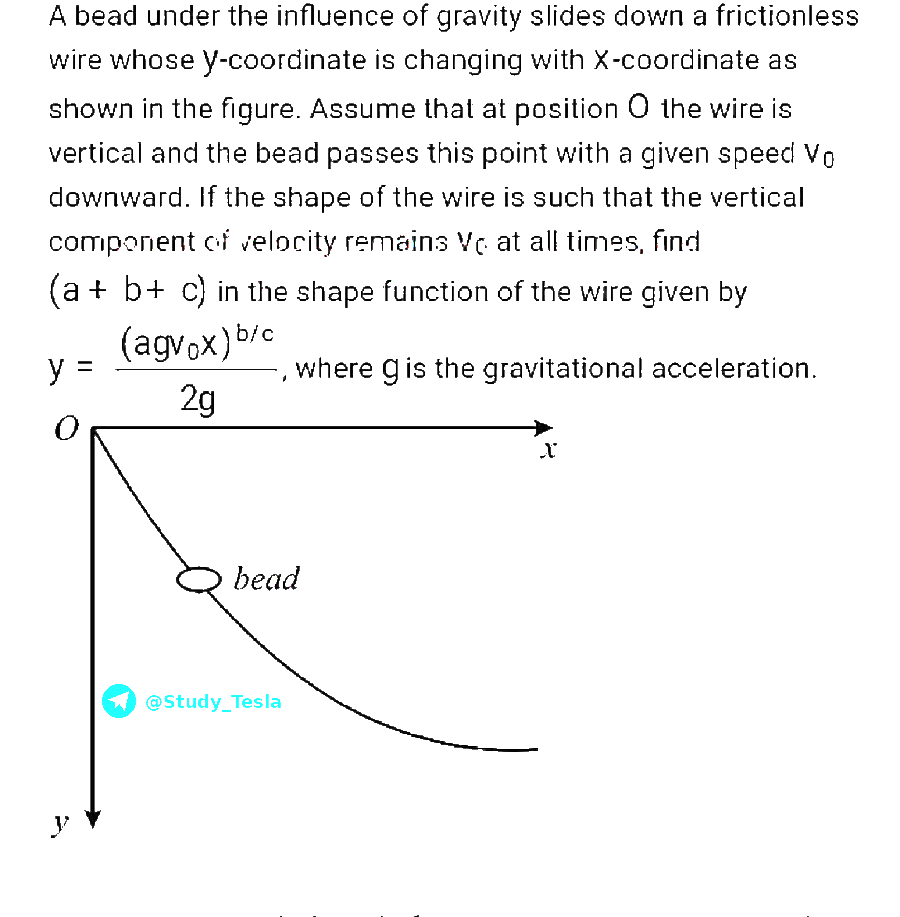 A bead under the influence of gravity slides down a frictionless
wire whose y-coordinate is changing with x-coordinate as
shown in the figure. Assume that at position O the wire is
vertical and the bead passes this point with a given speed v₀
downward. If the shape of the wire is such that the vertical
component of velocity remains v₀ at all times, find
(a + b + c) in the shape function of the wire given by
y = (agv₀x)^{b/c} / 2g , where g is the gravitational acceleration.
O
x
bead
@Study_Tesla
y